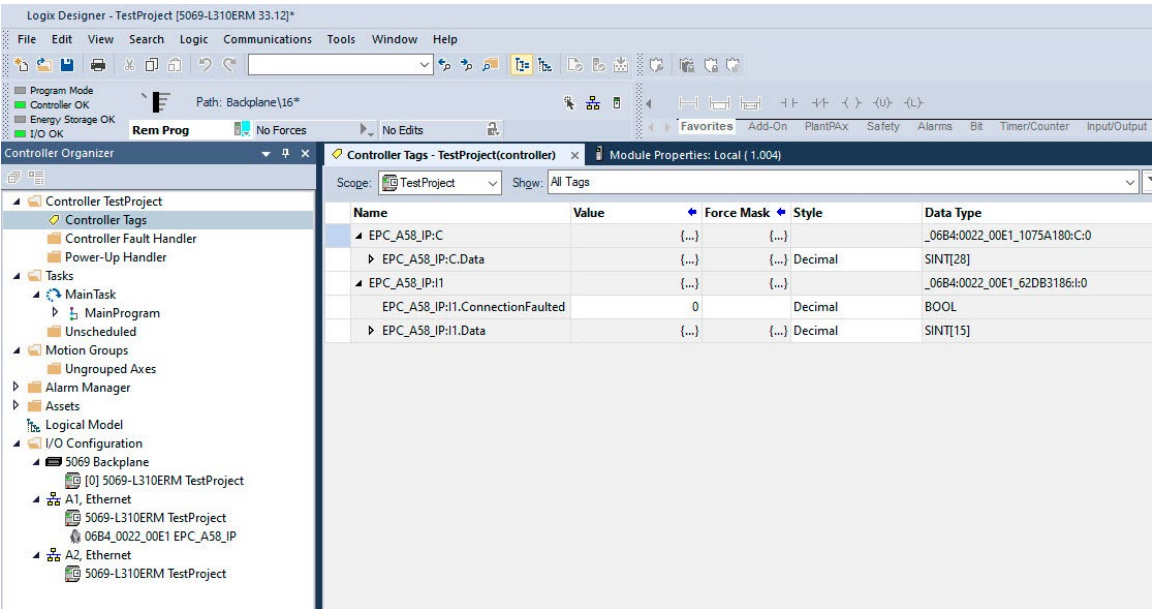 Logix Designer - TestProject [5069-L310ERM 33.12]*
File Edit View Search Logic Communications Tools Window Help
Program Mode
Controller OK
Energy Storage OK
I/O OK
Path: Backplane\16*
Rem Prog
No Forces
No Edits
Favorites Add-On PlantPAx Safety Alarms Bit Timer/Counter Input/Output
Controller Organizer
Controller Tags - TestProject(controller) Module Properties: Local ( 1.004)
Scope: TestProject Show: All Tags
Controller TestProject
Controller Tags
Controller Fault Handler
Power-Up Handler
Tasks
MainTask
MainProgram
Unscheduled
Motion Groups
Ungrouped Axes
Alarm Manager
Assets
Logical Model
I/O Configuration
5069 Backplane
[0] 5069-L310ERM TestProject
A1, Ethernet
5069-L310ERM TestProject
06B4_0022_00E1 EPC_A58_IP
A2, Ethernet
5069-L310ERM TestProject
Name Value Force Mask Style Data Type
EPC_A58_IP:C {...} {...} _06B4:0022_00E1_1075A180:C:0
EPC_A58_IP:C.Data {...} {...} Decimal SINT[28]
EPC_A58_IP:I1 {...} {...} _06B4:0022_00E1_62DB3186:I:0
EPC_A58_IP:I1.ConnectionFaulted 0 Decimal BOOL
EPC_A58_IP:I1.Data {...} {...} Decimal SINT[15]